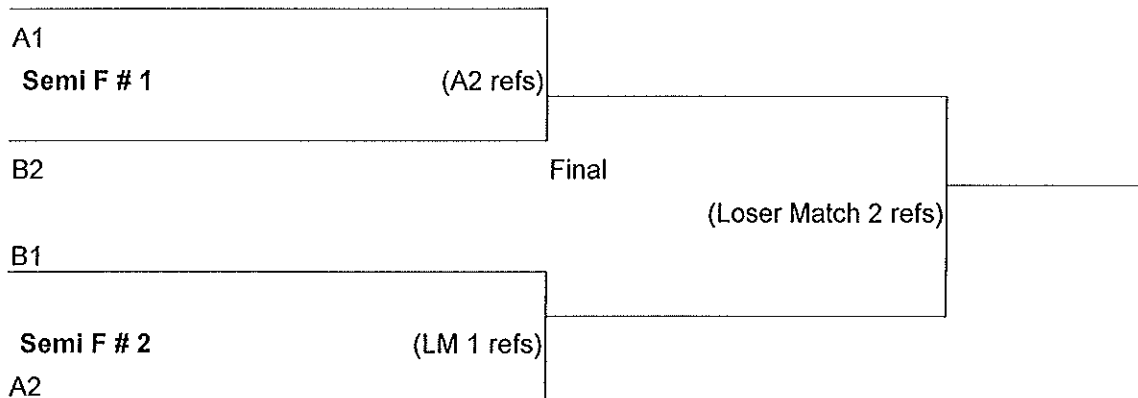 A1
Semi F # 1 (A2 refs)
B2 Final
(Loser Match 2 refs)
B1
Semi F # 2 (LM 1 refs)
A2